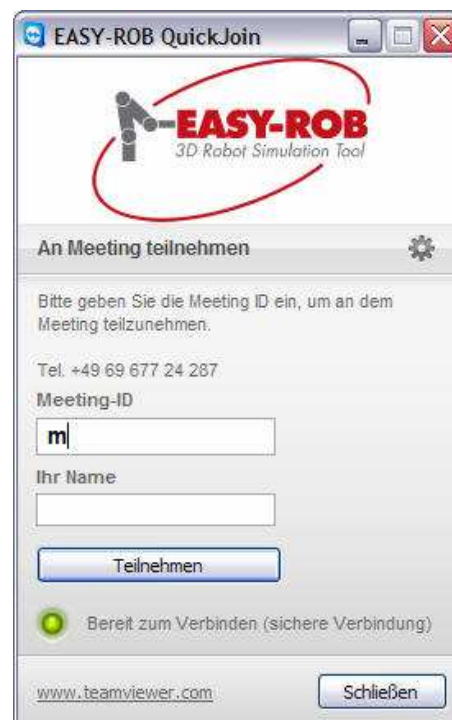 EASY-ROB QuickJoin
EASY-ROB
3D Robot Simulation Tool
An Meeting teilnehmen
Bitte geben Sie die Meeting ID ein, um an dem
Meeting teilzunehmen.
Tel. +49 69 677 24 287
Meeting-ID
m
Ihr Name
Teilnehmen
Bereit zum Verbinden (sichere Verbindung)
www.teamviewer.com
Schließen